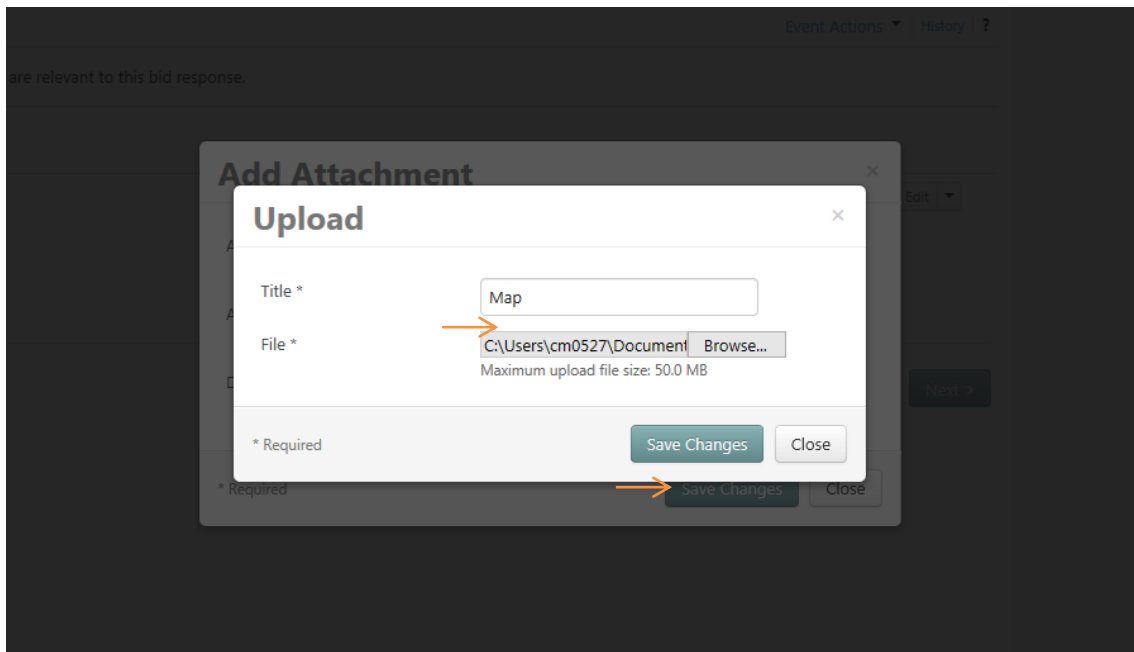 Event Actions History ?
are relevant to this bid response.
Add Attachment ×
Edit
Upload ×
Title * Map
File * C:\Users\cm0527\Document Browse...
Maximum upload file size: 50.0 MB
Next >
* Required Save Changes Close
* Required Save Changes Close